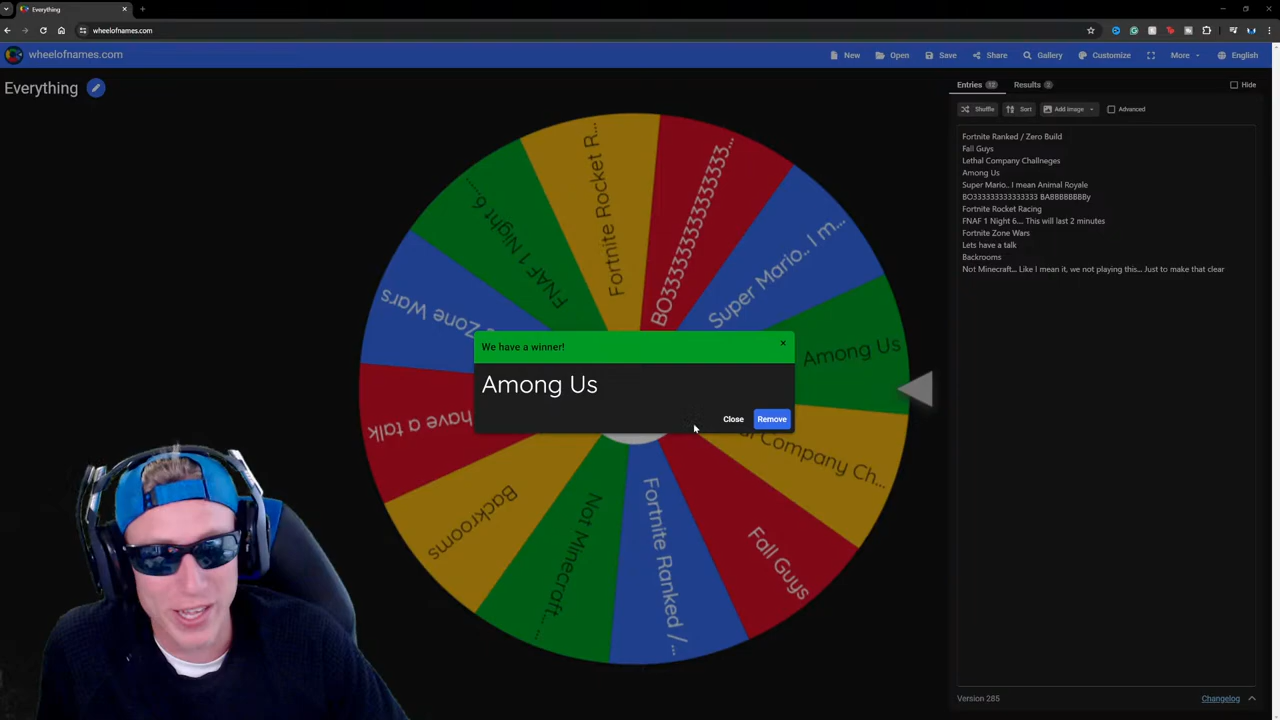 Everything
wheelofnames.com
wheelofnames.com
New
Open
Save
Share
Gallery
Customize
More
English
Everything
Entries 12
Results 3
Hide
Shuffle
Sort
Add image
Advanced
Fortnite Ranked / Zero Build
Fall Guys
Lethal Company Challneges
Among Us
Super Mario.. I mean Animal Royale
BO333333333333333 BABBBBBBBy
Fortnite Rocket Racing
FNAF 1 Night 6.... This will last 2 minutes
Fortnite Zone Wars
Lets have a talk
Backrooms
Not Minecraft... Like I mean it, we not playing this... Just to make that clear
Fortnite Rocket R...
BO33333333333333...
Super Mario.. I m...
Among Us
al Company Ch...
Fall Guys
Fortnite Ranked / ...
Not Minecraft... ...
Backrooms
have a talk
e Zone Wars
FNAF 1 Night 6... ...
We have a winner!
Among Us
Close
Remove
Version 285
Changelog